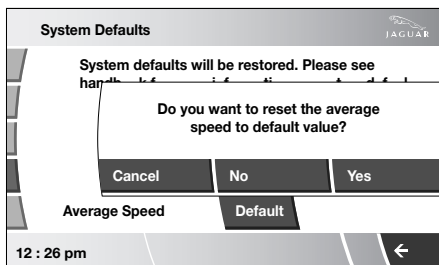 System Defaults
JAGUAR
System defaults will be restored. Please see
Do you want to reset the average
speed to default value?
Cancel No Yes
Average Speed Default
12 : 26 pm